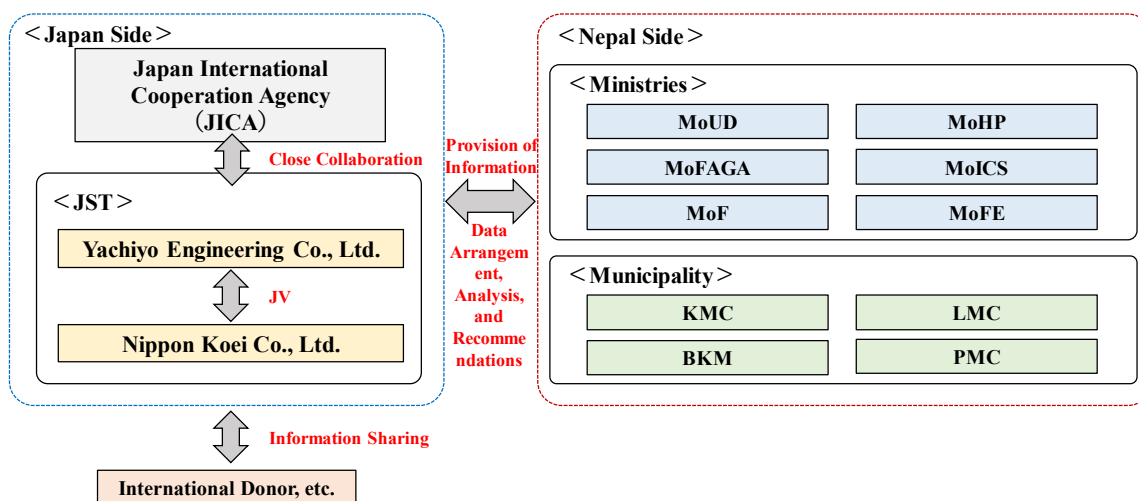 ＜Japan Side＞
Japan International
Cooperation Agency
（JICA）
Close Collaboration
＜JST＞
Yachiyo Engineering Co., Ltd.
JV
Nippon Koei Co., Ltd.
Information Sharing
International Donor, etc.
Provision of
Information
Data
Arrangem
ent,
Analysis,
and
Recomme
ndations
＜Nepal Side＞
＜Ministries＞
MoUD
MoHP
MoFAGA
MoICS
MoF
MoFE
＜Municipality＞
KMC
LMC
BKM
PMC